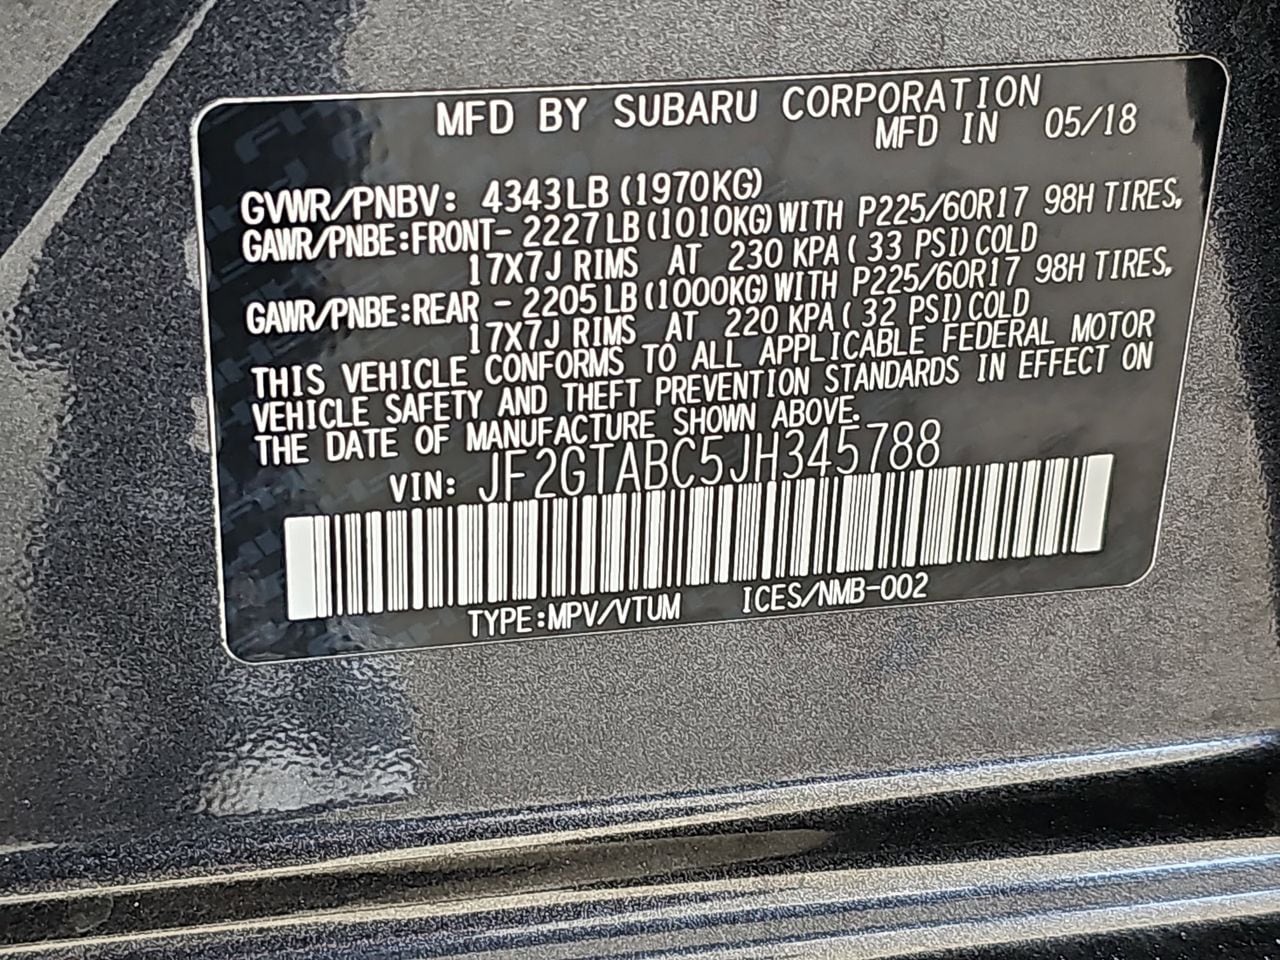 MFD BY SUBARU CORPORATION
MFD IN 05/18
GVWR/PNBV: 4343LB (1970KG)
GAWR/PNBE:FRONT- 2227LB(1010KG)WITH P225/60R17 98H TIRES,
17X7J RIMS AT 230 KPA( 33 PSI)COLD
GAWR/PNBE:REAR - 2205LB(1000KG)WITH P225/60R17 98H TIRES,
17X7J RIMS AT 220 KPA( 32 PSI)COLD
THIS VEHICLE CONFORMS TO ALL APPLICABLE FEDERAL MOTOR
VEHICLE SAFETY AND THEFT PREVENTION STANDARDS IN EFFECT ON
THE DATE OF MANUFACTURE SHOWN ABOVE.
VIN: JF2GTABC5JH345788
TYPE:MPV/VTUM ICES/NMB-002